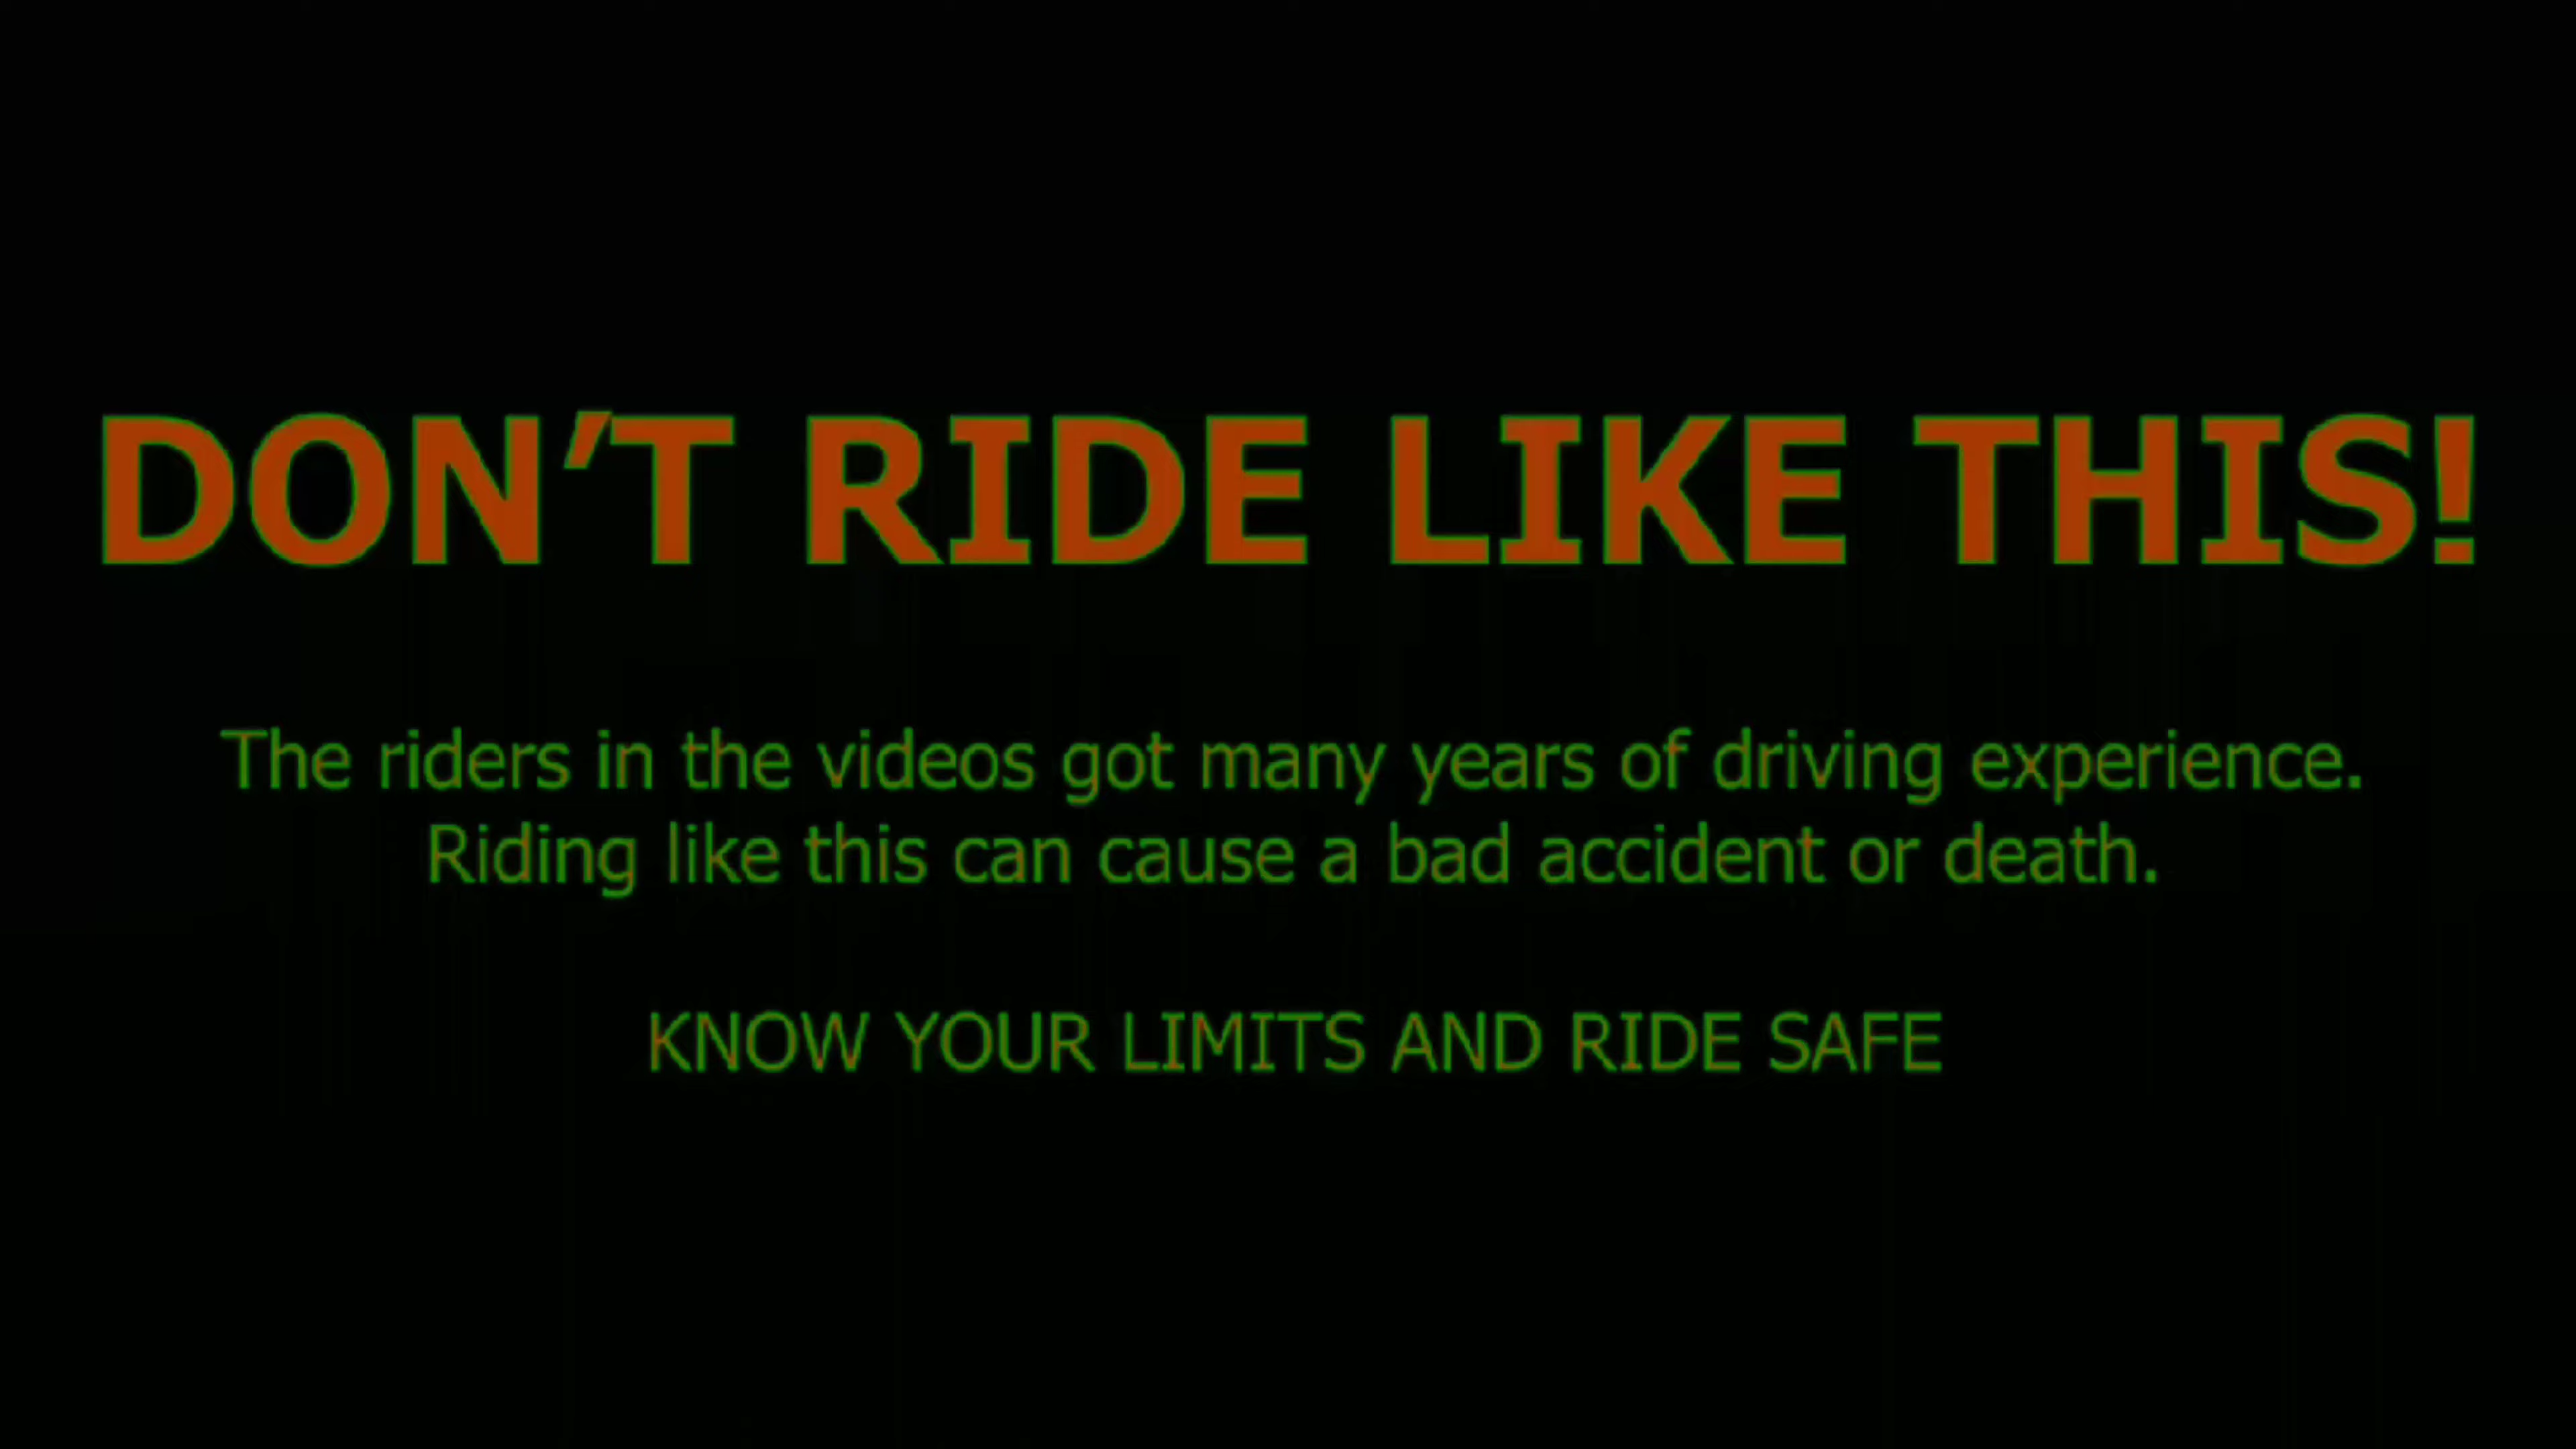 DON’T RIDE LIKE THIS!
The riders in the videos got many years of driving experience.
Riding like this can cause a bad accident or death.
KNOW YOUR LIMITS AND RIDE SAFE